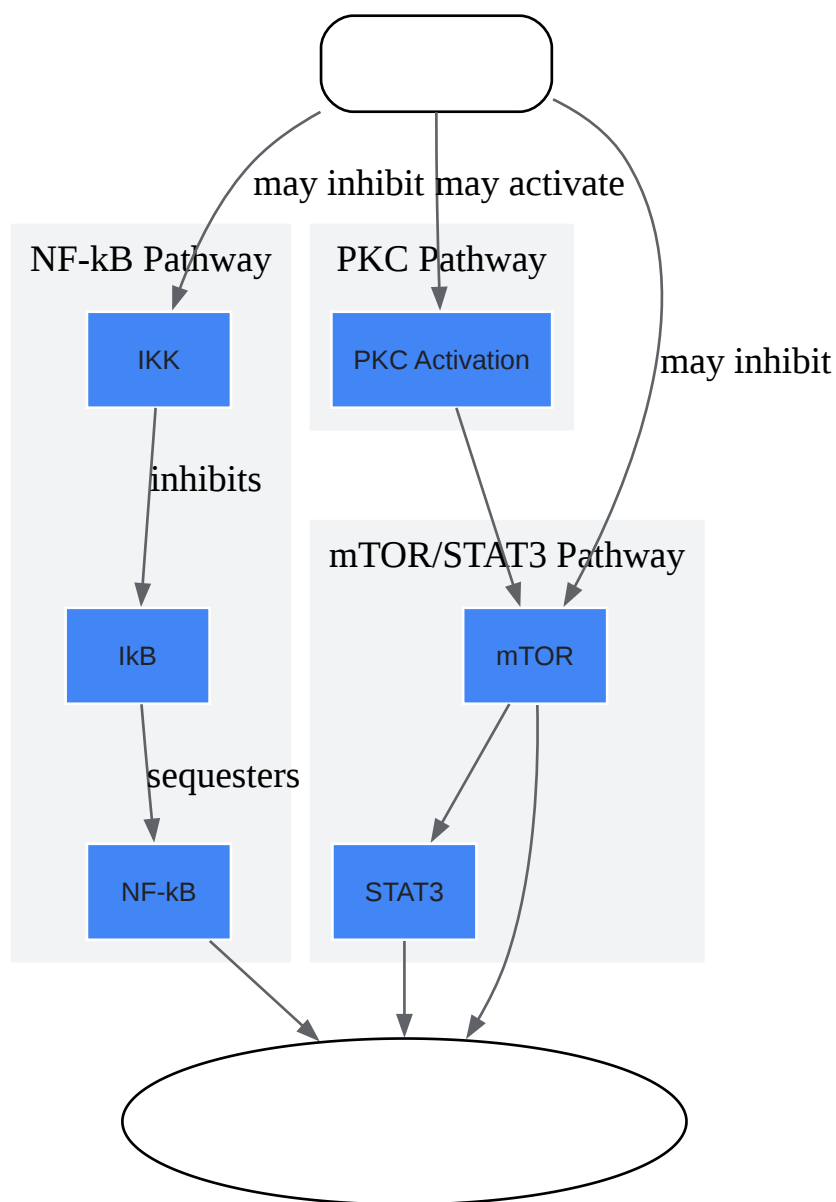 may inhibit
may activate
NF-kB Pathway
PKC Pathway
IKK
PKC Activation
may inhibit
inhibits
mTOR/STAT3 Pathway
IkB
mTOR
sequesters
NF-kB
STAT3